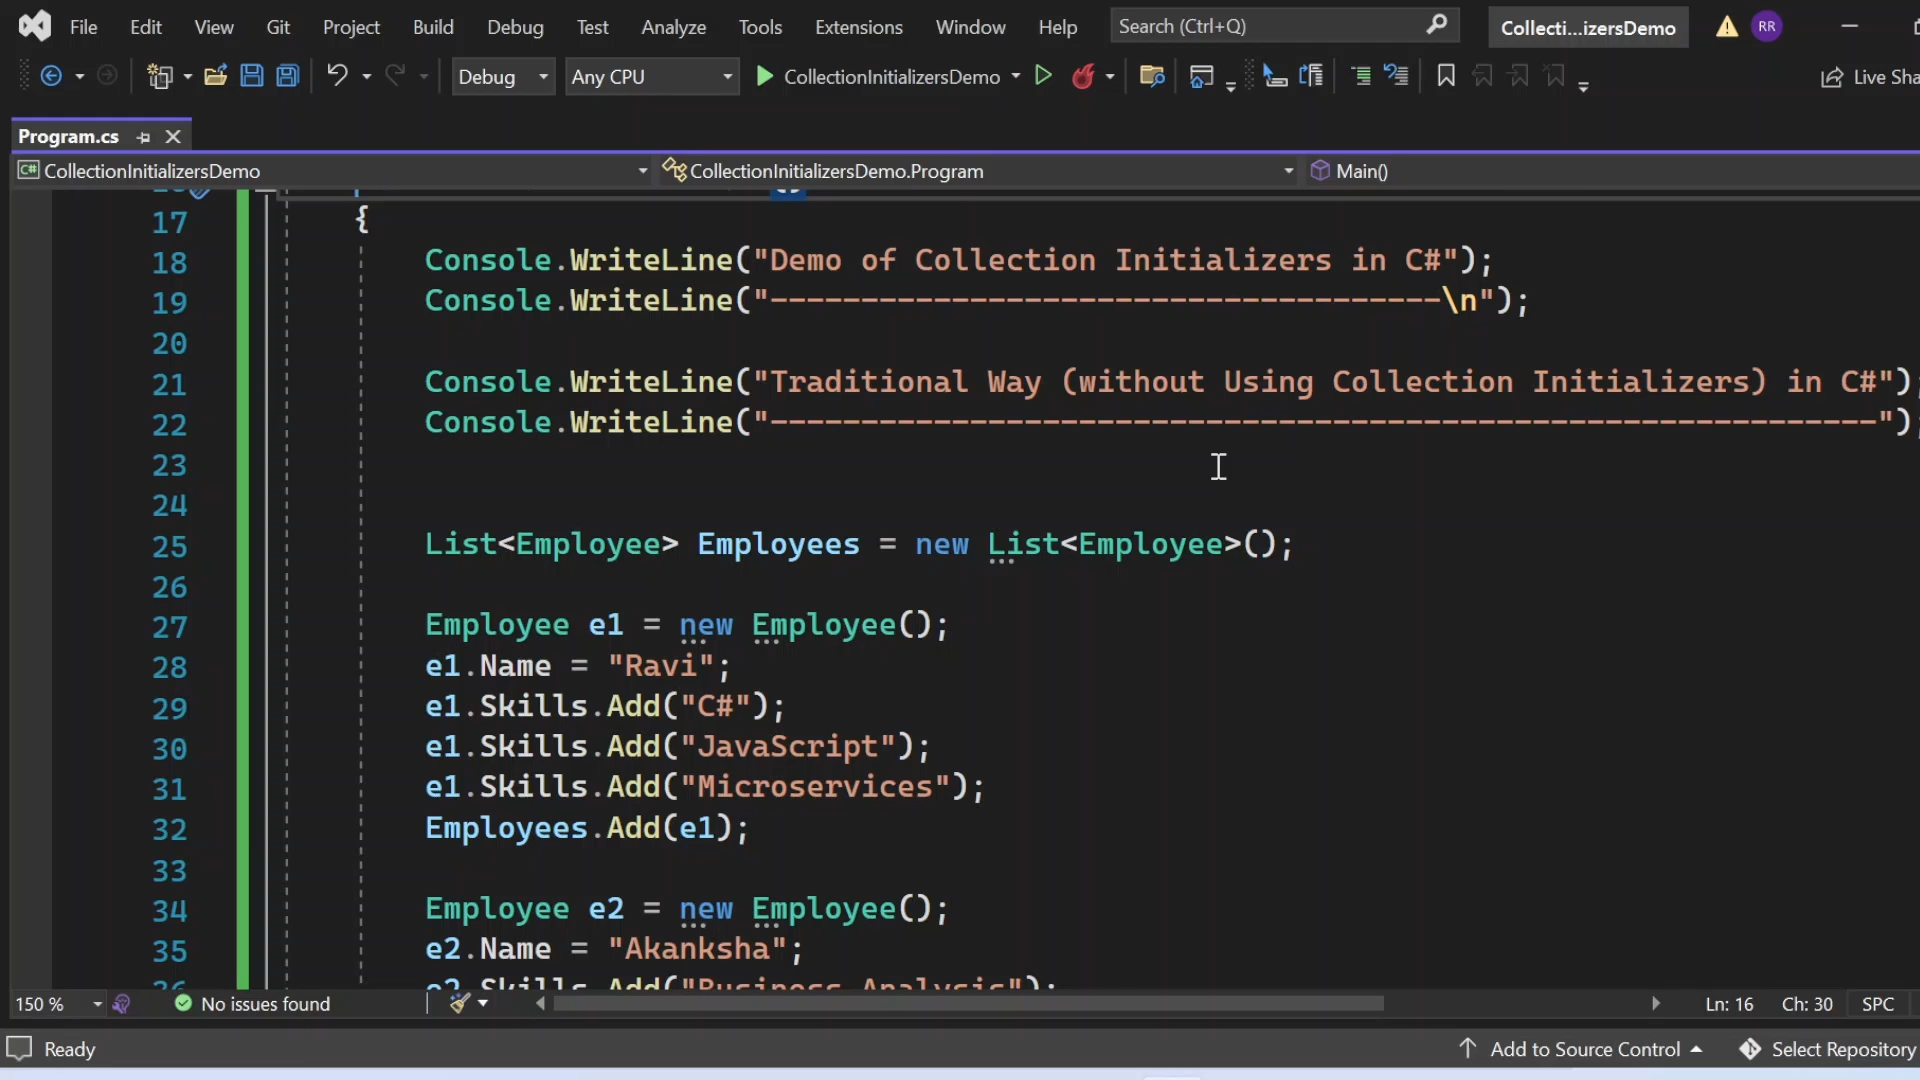 File Edit View Git Project Build Debug Test Analyze Tools Extensions Window Help Search (Ctrl+Q) Collecti...izersDemo RR
Debug Any CPU CollectionInitializersDemo Live Sha
Program.cs
C# CollectionInitializersDemo CollectionInitializersDemo.Program Main()
17 {
18 Console.WriteLine("Demo of Collection Initializers in C#");
19 Console.WriteLine("-------------------------------------\n");
20
21 Console.WriteLine("Traditional Way (without Using Collection Initializers) in C#");
22 Console.WriteLine("-------------------------------------------------------------");
23
24
25 List<Employee> Employees = new List<Employee>();
26
27 Employee e1 = new Employee();
28 e1.Name = "Ravi";
29 e1.Skills.Add("C#");
30 e1.Skills.Add("JavaScript");
31 e1.Skills.Add("Microservices");
32 Employees.Add(e1);
33
34 Employee e2 = new Employee();
35 e2.Name = "Akanksha";
36 e2.Skills.Add("Business Analysis");
150 % No issues found Ln: 16 Ch: 30 SPC
Ready Add to Source Control Select Repository